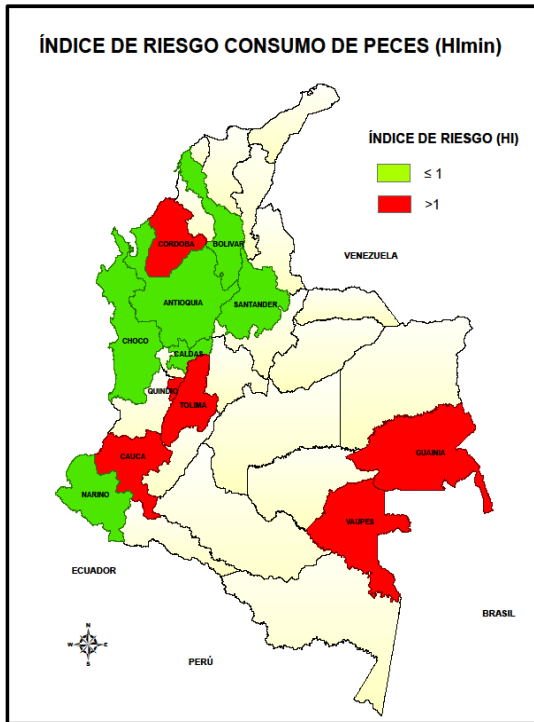 ÍNDICE DE RIESGO CONSUMO DE PECES (HImin)
ÍNDICE DE RIESGO (HI)
≤ 1
>1
VENEZUELA
CORDOBA
BOLIVAR
ANTIOQUIA
SANTANDER
CHOCO
CALDAS
QUINDIO
TOLIMA
CAUCA
GUAINIA
NARINO
VAUPES
ECUADOR
BRASIL
PERÚ
N
W E
S